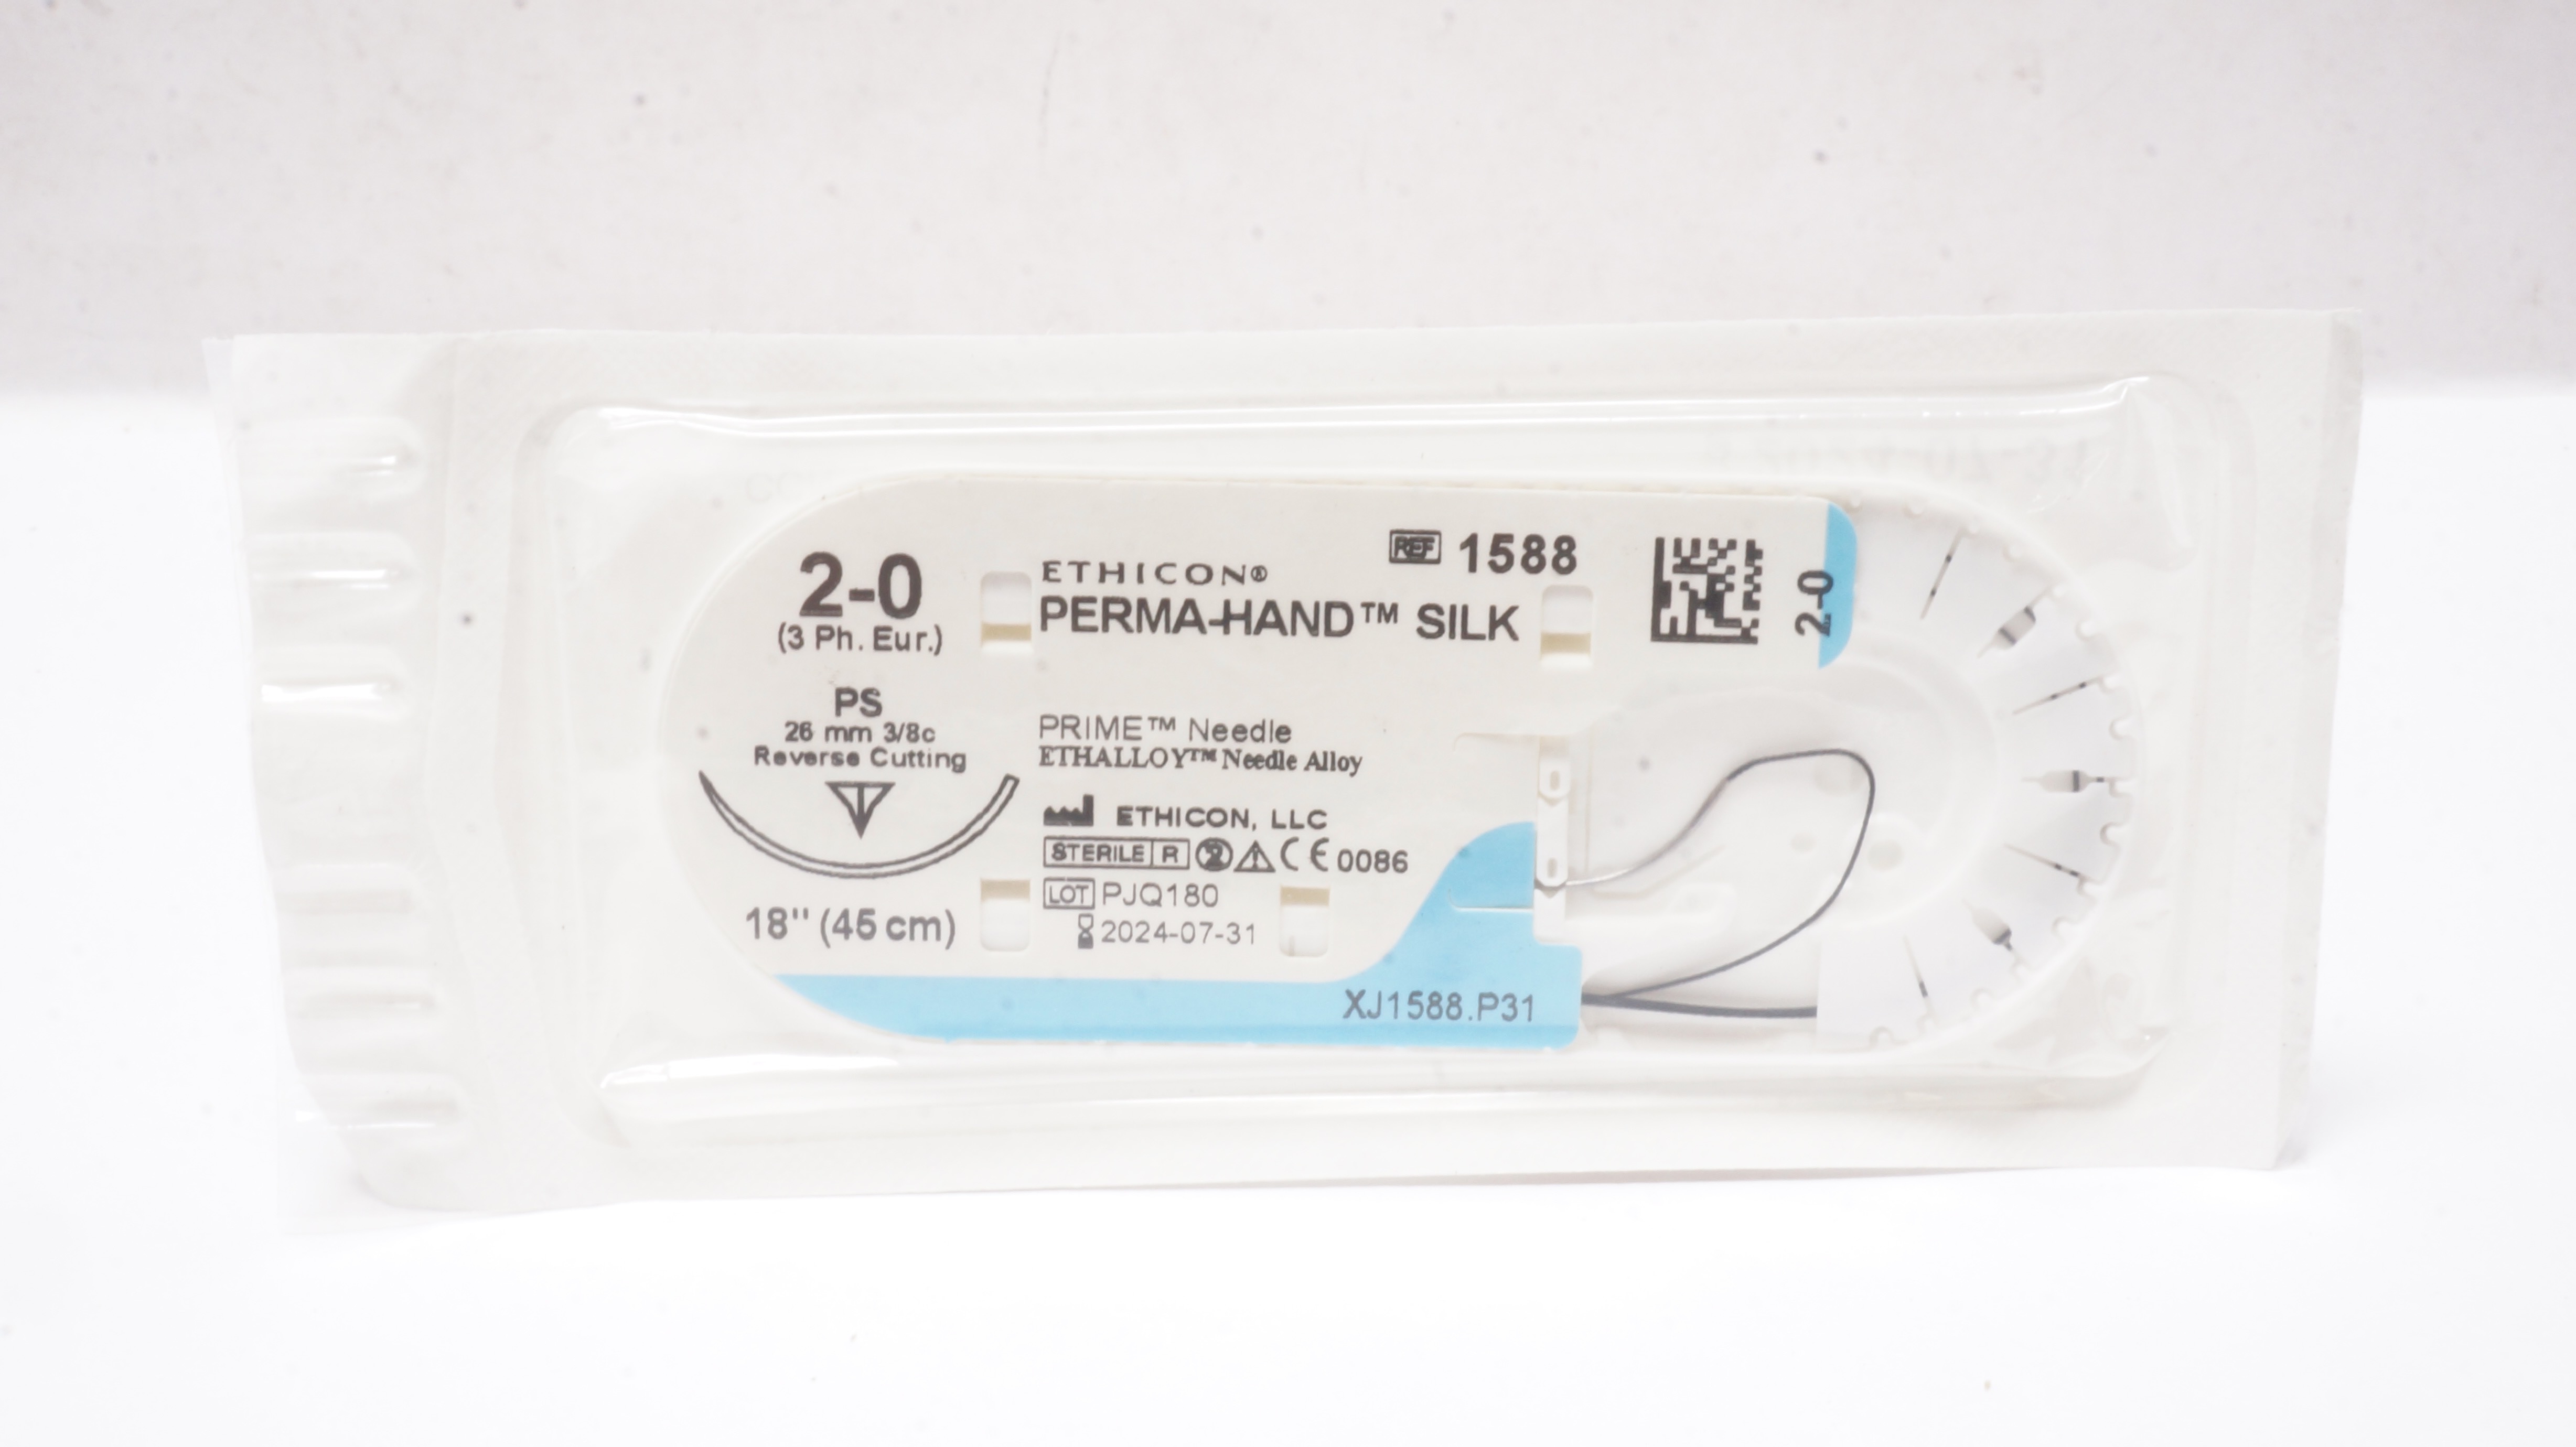 2-0
(3 Ph. Eur.)
PS
26 mm 3/8c
Reverse Cutting
18" (45 cm)
ETHICON®
REF 1588
PERMA-HAND™ SILK
PRIME™ Needle
ETHALLOY™ Needle Alloy
ETHICON, LLC
STERILE R 2 CE 0086
LOT PJQ180
2024-07-31
XJ1588.P31
2-0